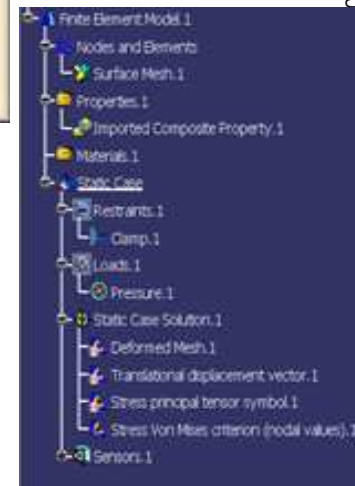 Finite Element Model.1
Nodes and Elements
Surface Mesh.1
Properties.1
Imported Composite Property.1
Materials.1
Static Case
Restraints.1
Clamp.1
Loads.1
Pressure.1
Static Case Solution.1
Deformed Mesh.1
Translational displacement vector.1
Stress principal tensor symbol.1
Stress Von Mises criterion (nodal values).1
Sensors.1